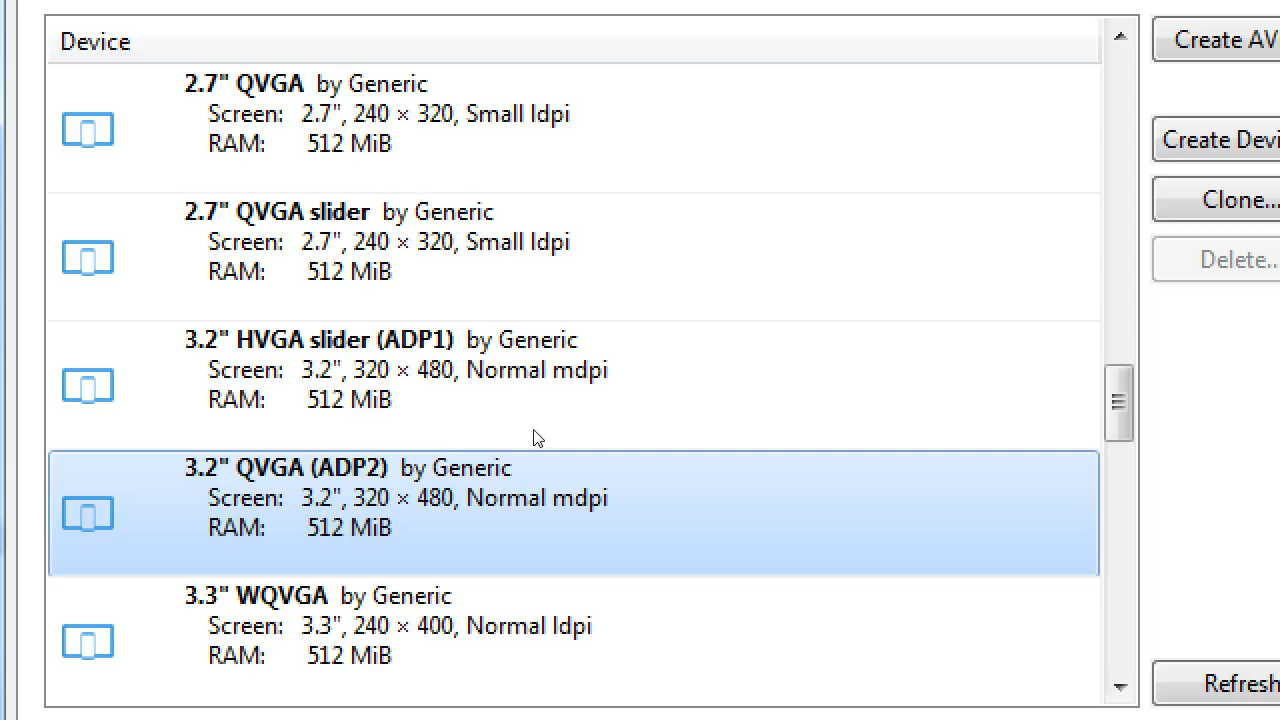 Device
2.7" QVGA by Generic
Screen: 2.7", 240 × 320, Small ldpi
RAM: 512 MiB
2.7" QVGA slider by Generic
Screen: 2.7", 240 × 320, Small ldpi
RAM: 512 MiB
3.2" HVGA slider (ADP1) by Generic
Screen: 3.2", 320 × 480, Normal mdpi
RAM: 512 MiB
3.2" QVGA (ADP2) by Generic
Screen: 3.2", 320 × 480, Normal mdpi
RAM: 512 MiB
3.3" WQVGA by Generic
Screen: 3.3", 240 × 400, Normal ldpi
RAM: 512 MiB
Create AV
Create Devi
Clone...
Delete..
Refresh